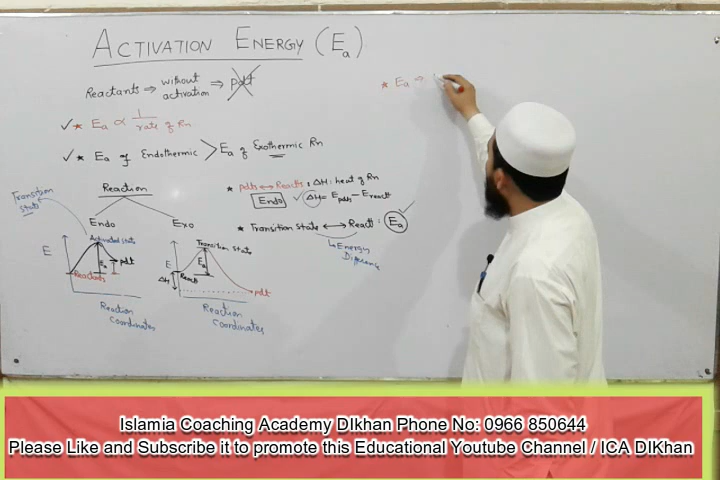 ACTIVATION ENERGY (Ea)
Reactants ⇒ without activation ⇒ pdt
* Ea ⇒
✓ * Ea ∝ 1/rate of Rn
✓ * Ea of Endothermic > Ea of Exothermic Rn
Reaction
Endo
Exo
Transition state
Activated state
E
Ea
pdt
Reactants
Reaction Coordinates
Transition state
E
Ea
React
ΔH
pdt
Reaction Coordinates
* pdts ↔ Reacts : ΔH : heat of Rn
Endo ✓ ΔH = Epdts − Ereact
* Transition state ↔ React : Ea
↳ Energy Difference
Islamia Coaching Academy DIkhan Phone No: 0966 850644
Please Like and Subscribe it to promote this Educational Youtube Channel / ICA DIKhan